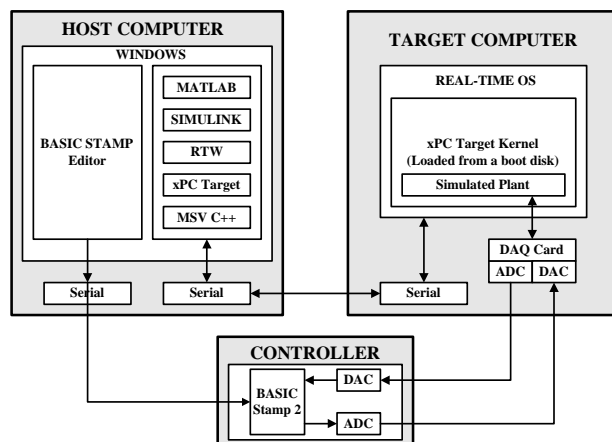 HOST COMPUTER
WINDOWS
BASIC STAMP
Editor
MATLAB
SIMULINK
RTW
xPC Target
MSV C++
Serial
Serial
TARGET COMPUTER
REAL-TIME OS
xPC Target Kernel
(Loaded from a boot disk)
Simulated Plant
DAQ Card
ADC
DAC
Serial
CONTROLLER
BASIC
Stamp 2
DAC
ADC